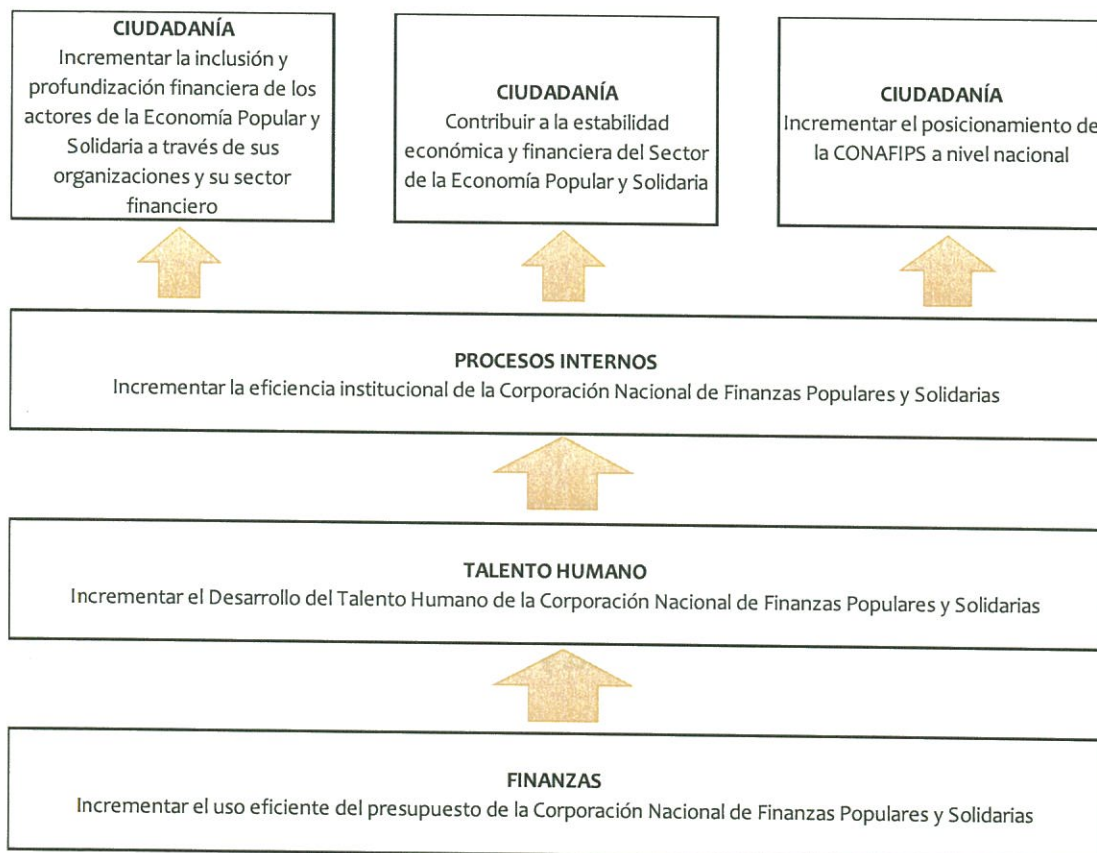 CIUDADANÍA
Incrementar la inclusión y
profundización financiera de los
actores de la Economía Popular y
Solidaria a través de sus
organizaciones y su sector
financiero
CIUDADANÍA
Contribuir a la estabilidad
económica y financiera del Sector
de la Economía Popular y Solidaria
CIUDADANÍA
Incrementar el posicionamiento de
la CONAFIPS a nivel nacional
PROCESOS INTERNOS
Incrementar la eficiencia institucional de la Corporación Nacional de Finanzas Populares y Solidarias
TALENTO HUMANO
Incrementar el Desarrollo del Talento Humano de la Corporación Nacional de Finanzas Populares y Solidarias
FINANZAS
Incrementar el uso eficiente del presupuesto de la Corporación Nacional de Finanzas Populares y Solidarias